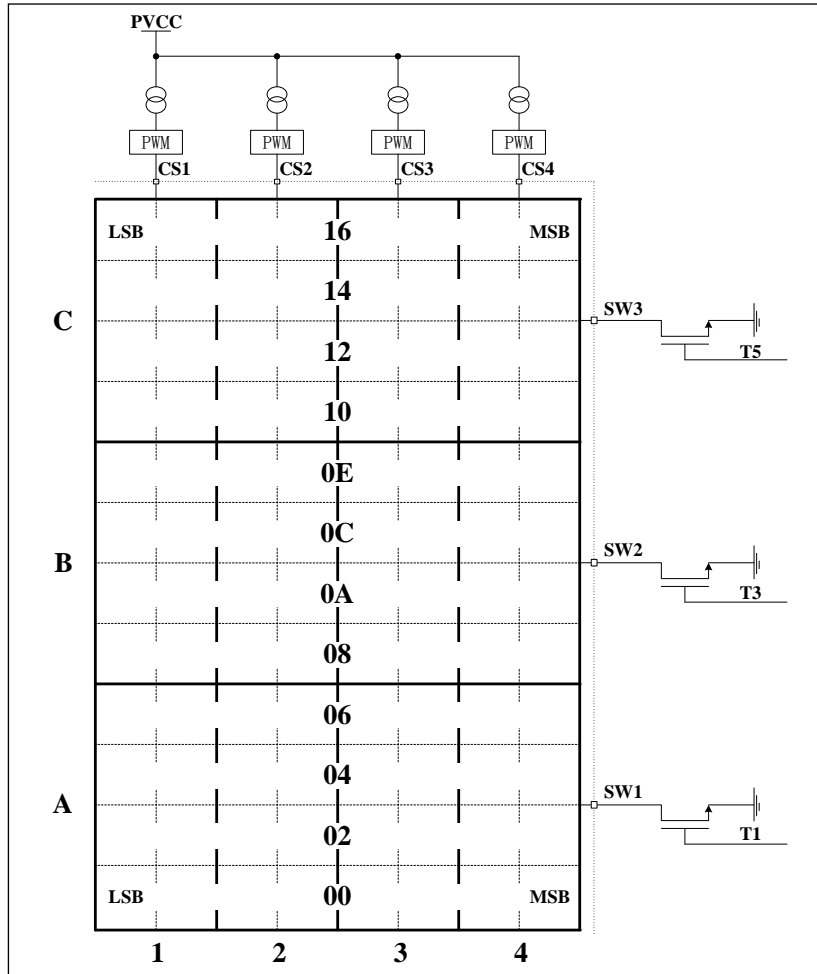 PVCC
PWM PWM PWM PWM
CS1 CS2 CS3 CS4
LSB 16 MSB
14
SW3
C
T5
12
10
0E
0C
SW2
B
T3
0A
08
06
04
SW1
A
T1
02
LSB 00 MSB
1 2 3 4